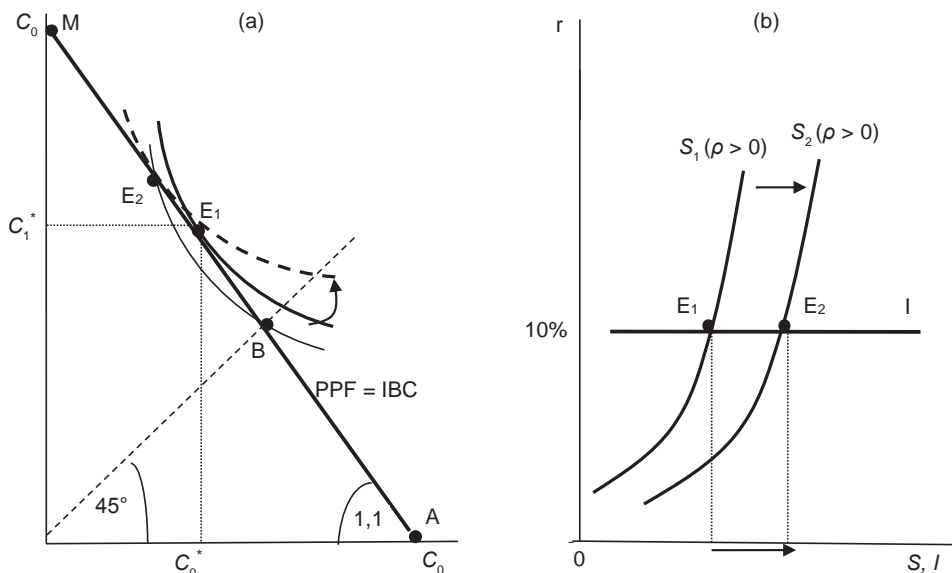 C₀ M
(a)
E₂
E₁
C₁*
B
PPF = IBC
45°
1,1
A
C₀*
C₀
(b)
r
S₁ (ρ > 0)
S₂ (ρ > 0)
E₁
E₂
I
10%
0
S, I